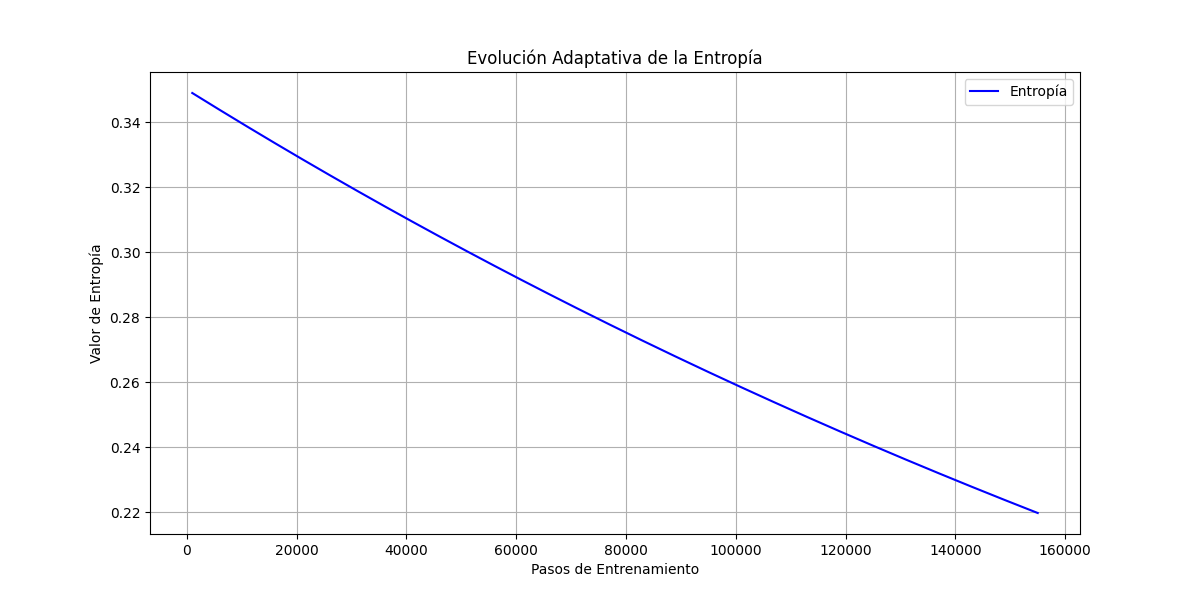 Evolución Adaptativa de la Entropía
Entropía
Valor de Entropía
0.34
0.32
0.30
0.28
0.26
0.24
0.22
0 20000 40000 60000 80000 100000 120000 140000 160000
Pasos de Entrenamiento